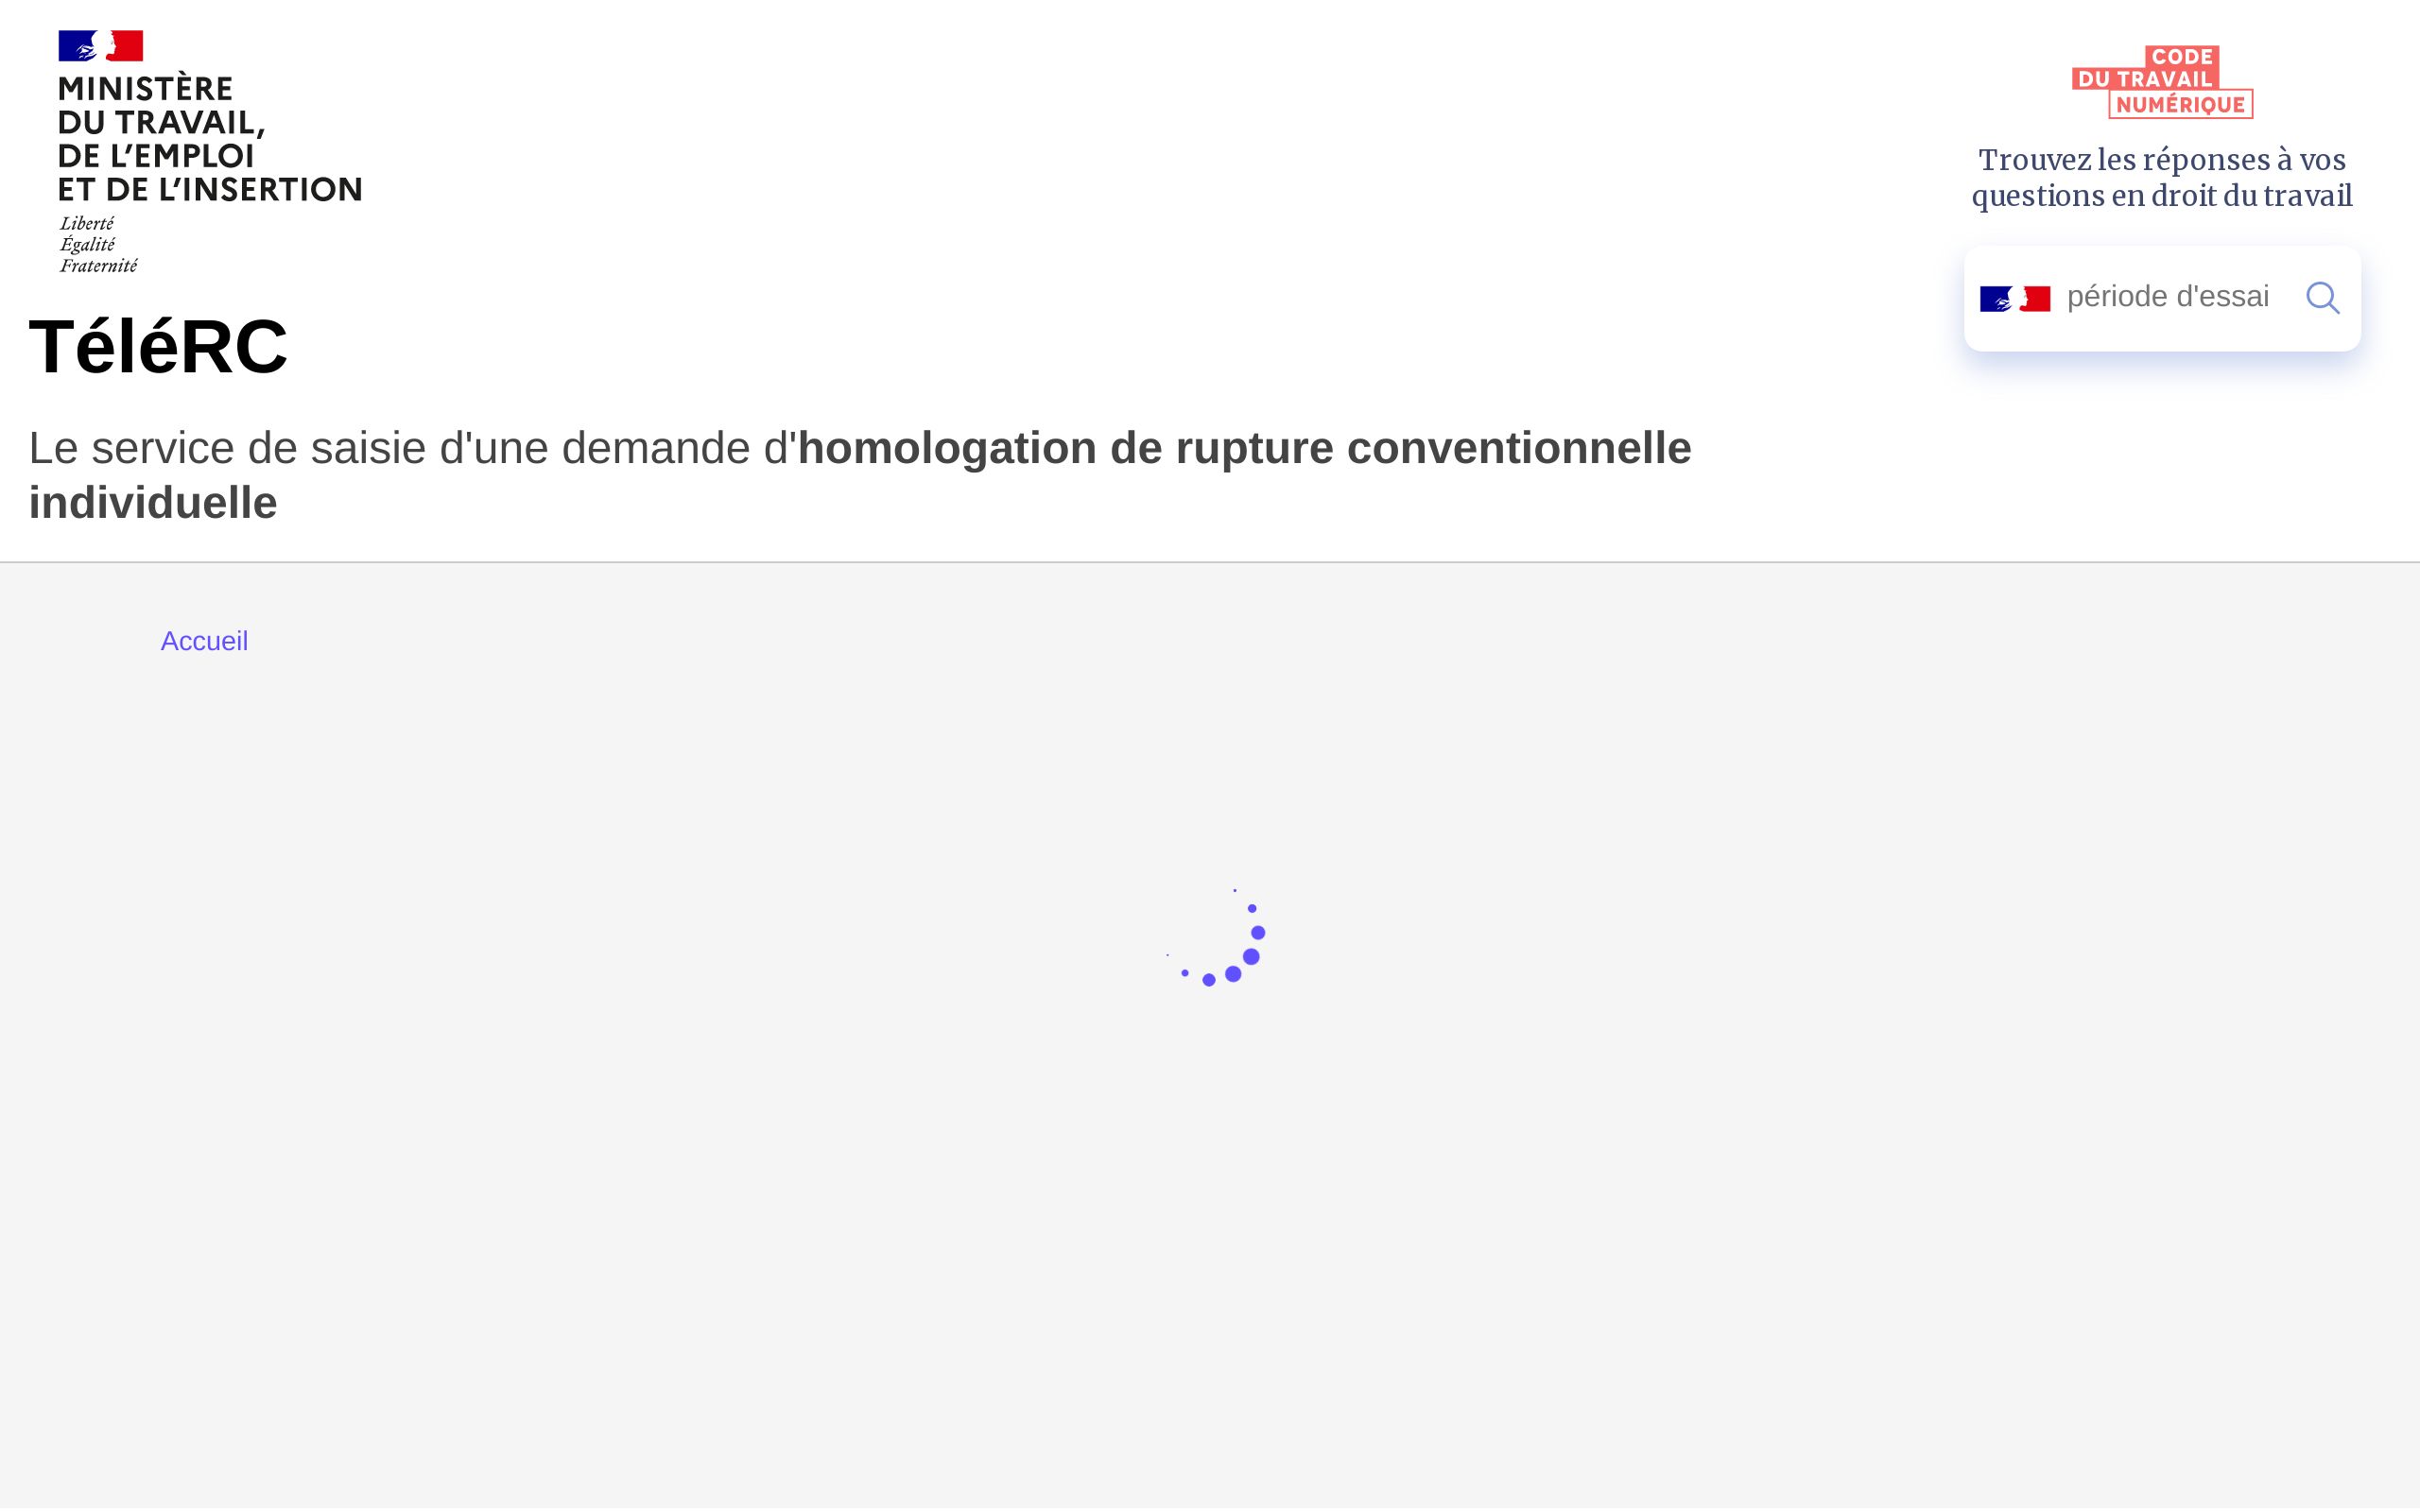 MINISTÈRE
DU TRAVAIL,
DE L'EMPLOI
ET DE L'INSERTION
Liberté
Égalité
Fraternité
TéléRC
Le service de saisie d'une demande d'homologation de rupture conventionnelle
individuelle
CODE
DU TRAVAIL
NUMÉRIQUE
Trouvez les réponses à vos
questions en droit du travail
période d'essai
Accueil